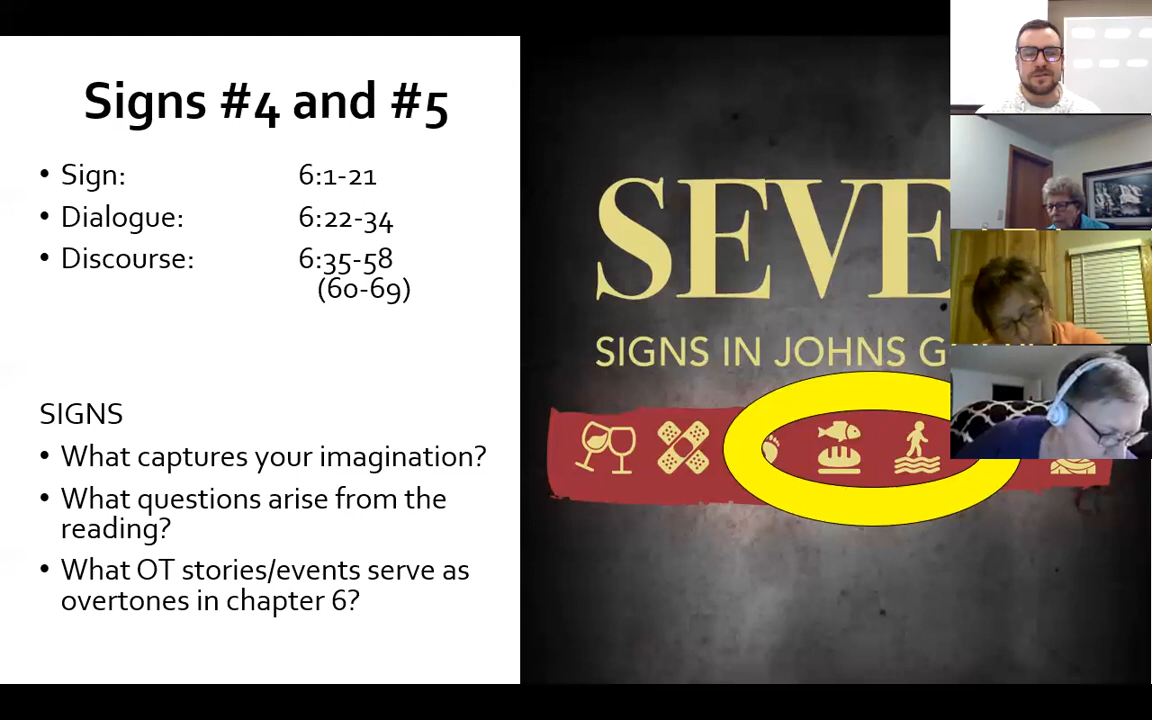 Signs #4 and #5
• Sign: 6:1-21
• Dialogue: 6:22-34
• Discourse: 6:35-58
(60-69)
SIGNS
• What captures your imagination?
• What questions arise from the
reading?
• What OT stories/events serve as
overtones in chapter 6?
SEVE
SIGNS IN JOHNS G